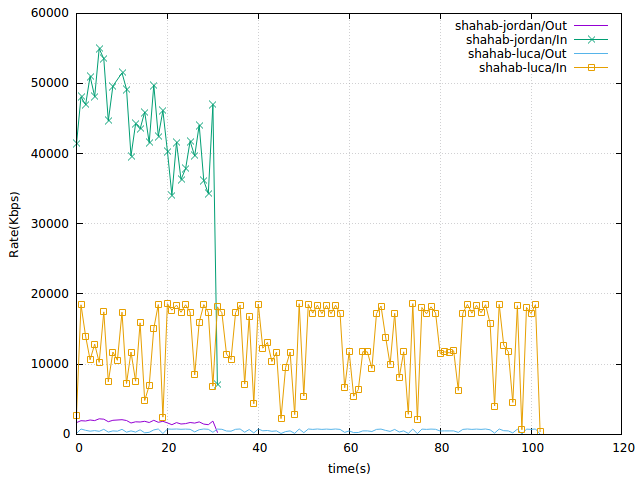 60000
50000
40000
30000
20000
10000
0
Rate(Kbps)
shahab-jordan/Out
shahab-jordan/In
shahab-luca/Out
shahab-luca/In
0 20 40 60 80 100 120
time(s)